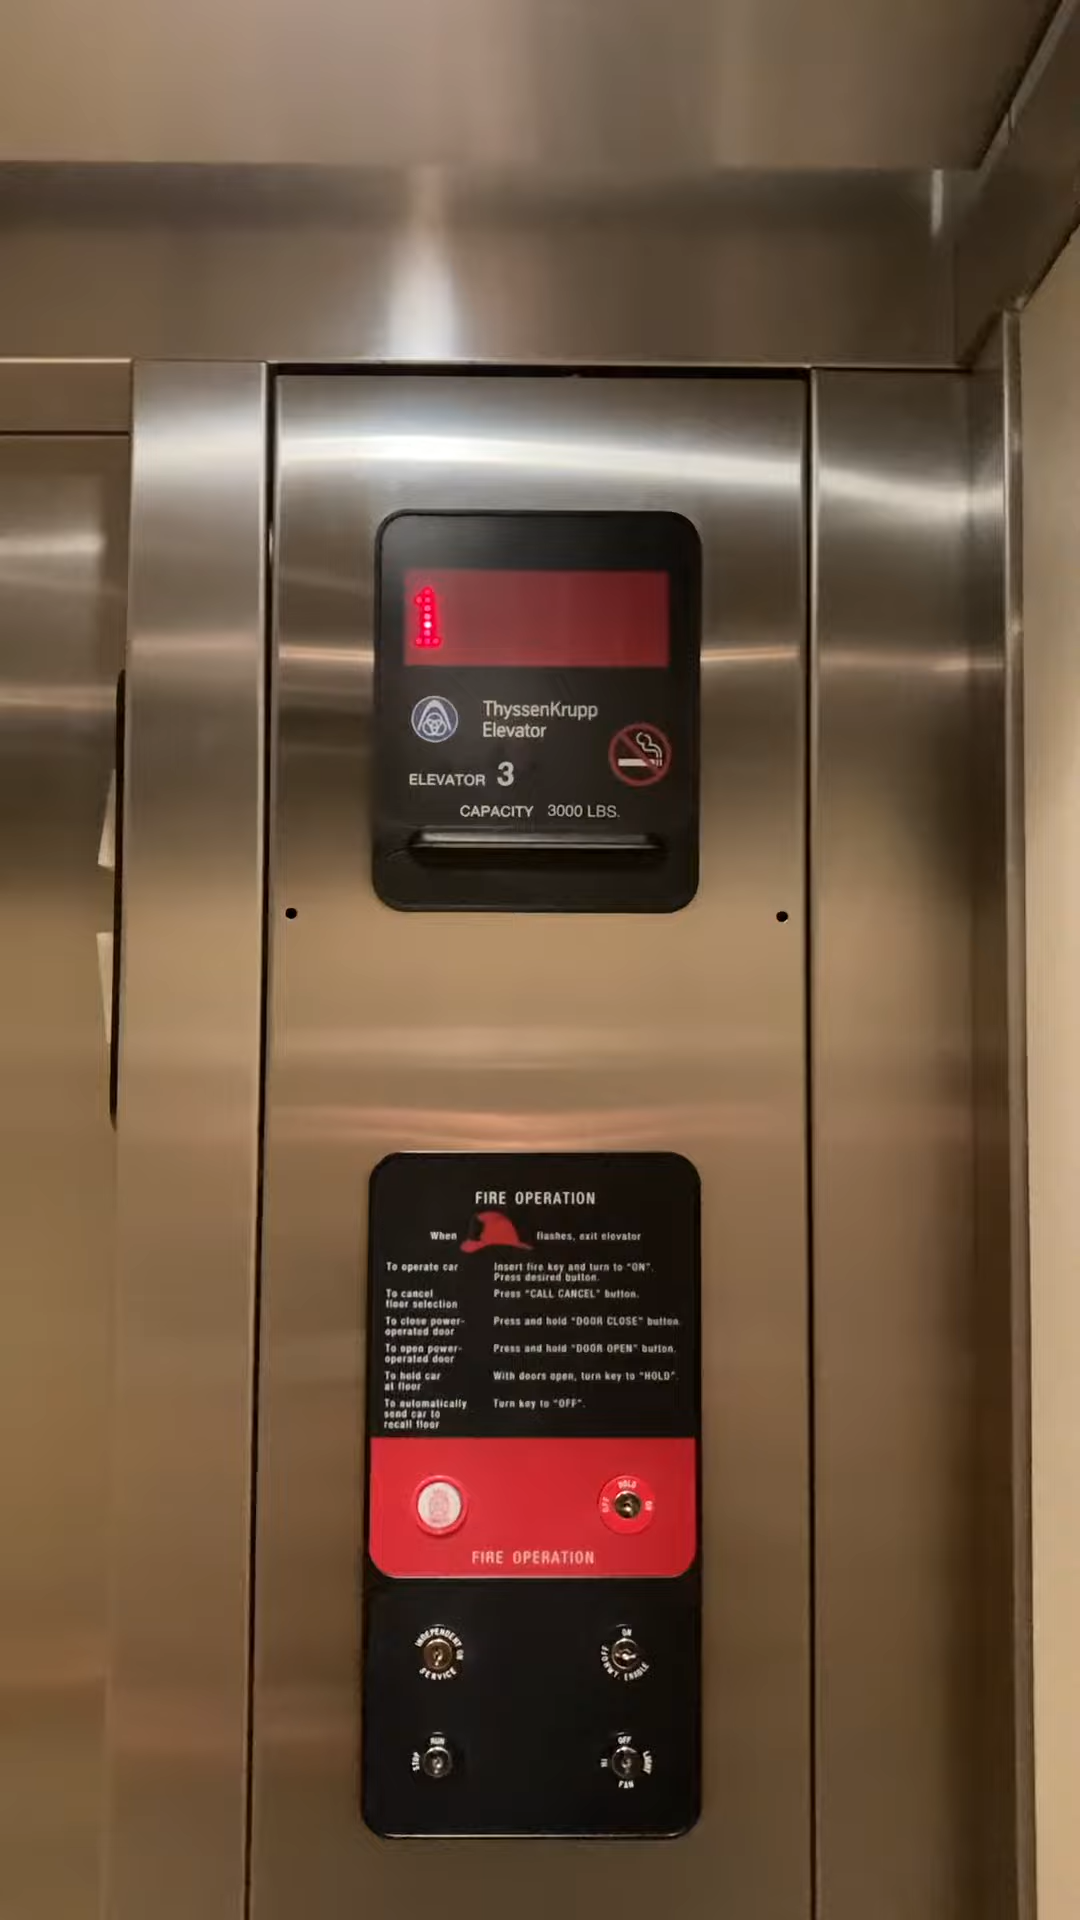 1
ThyssenKrupp
Elevator
ELEVATOR 3
CAPACITY 3000 LBS.
FIRE OPERATION
When flashes, exit elevator
To operate car Insert fire key and turn to "ON".
Press desired button.
To cancel Press "CALL CANCEL" button.
floor selection
To close power- Press and hold "DOOR CLOSE" button.
operated door
To open power- Press and hold "DOOR OPEN" button.
operated door
To hold car With doors open, turn key to "HOLD".
at floor
To automatically Turn key to "OFF".
send car to
recall floor
OFF HOLD ON
FIRE OPERATION
INDEPENDENT ON
SERVICE
ON
OFF
ENABLE
STOP RUN
HI OFF LIGHT
FAN